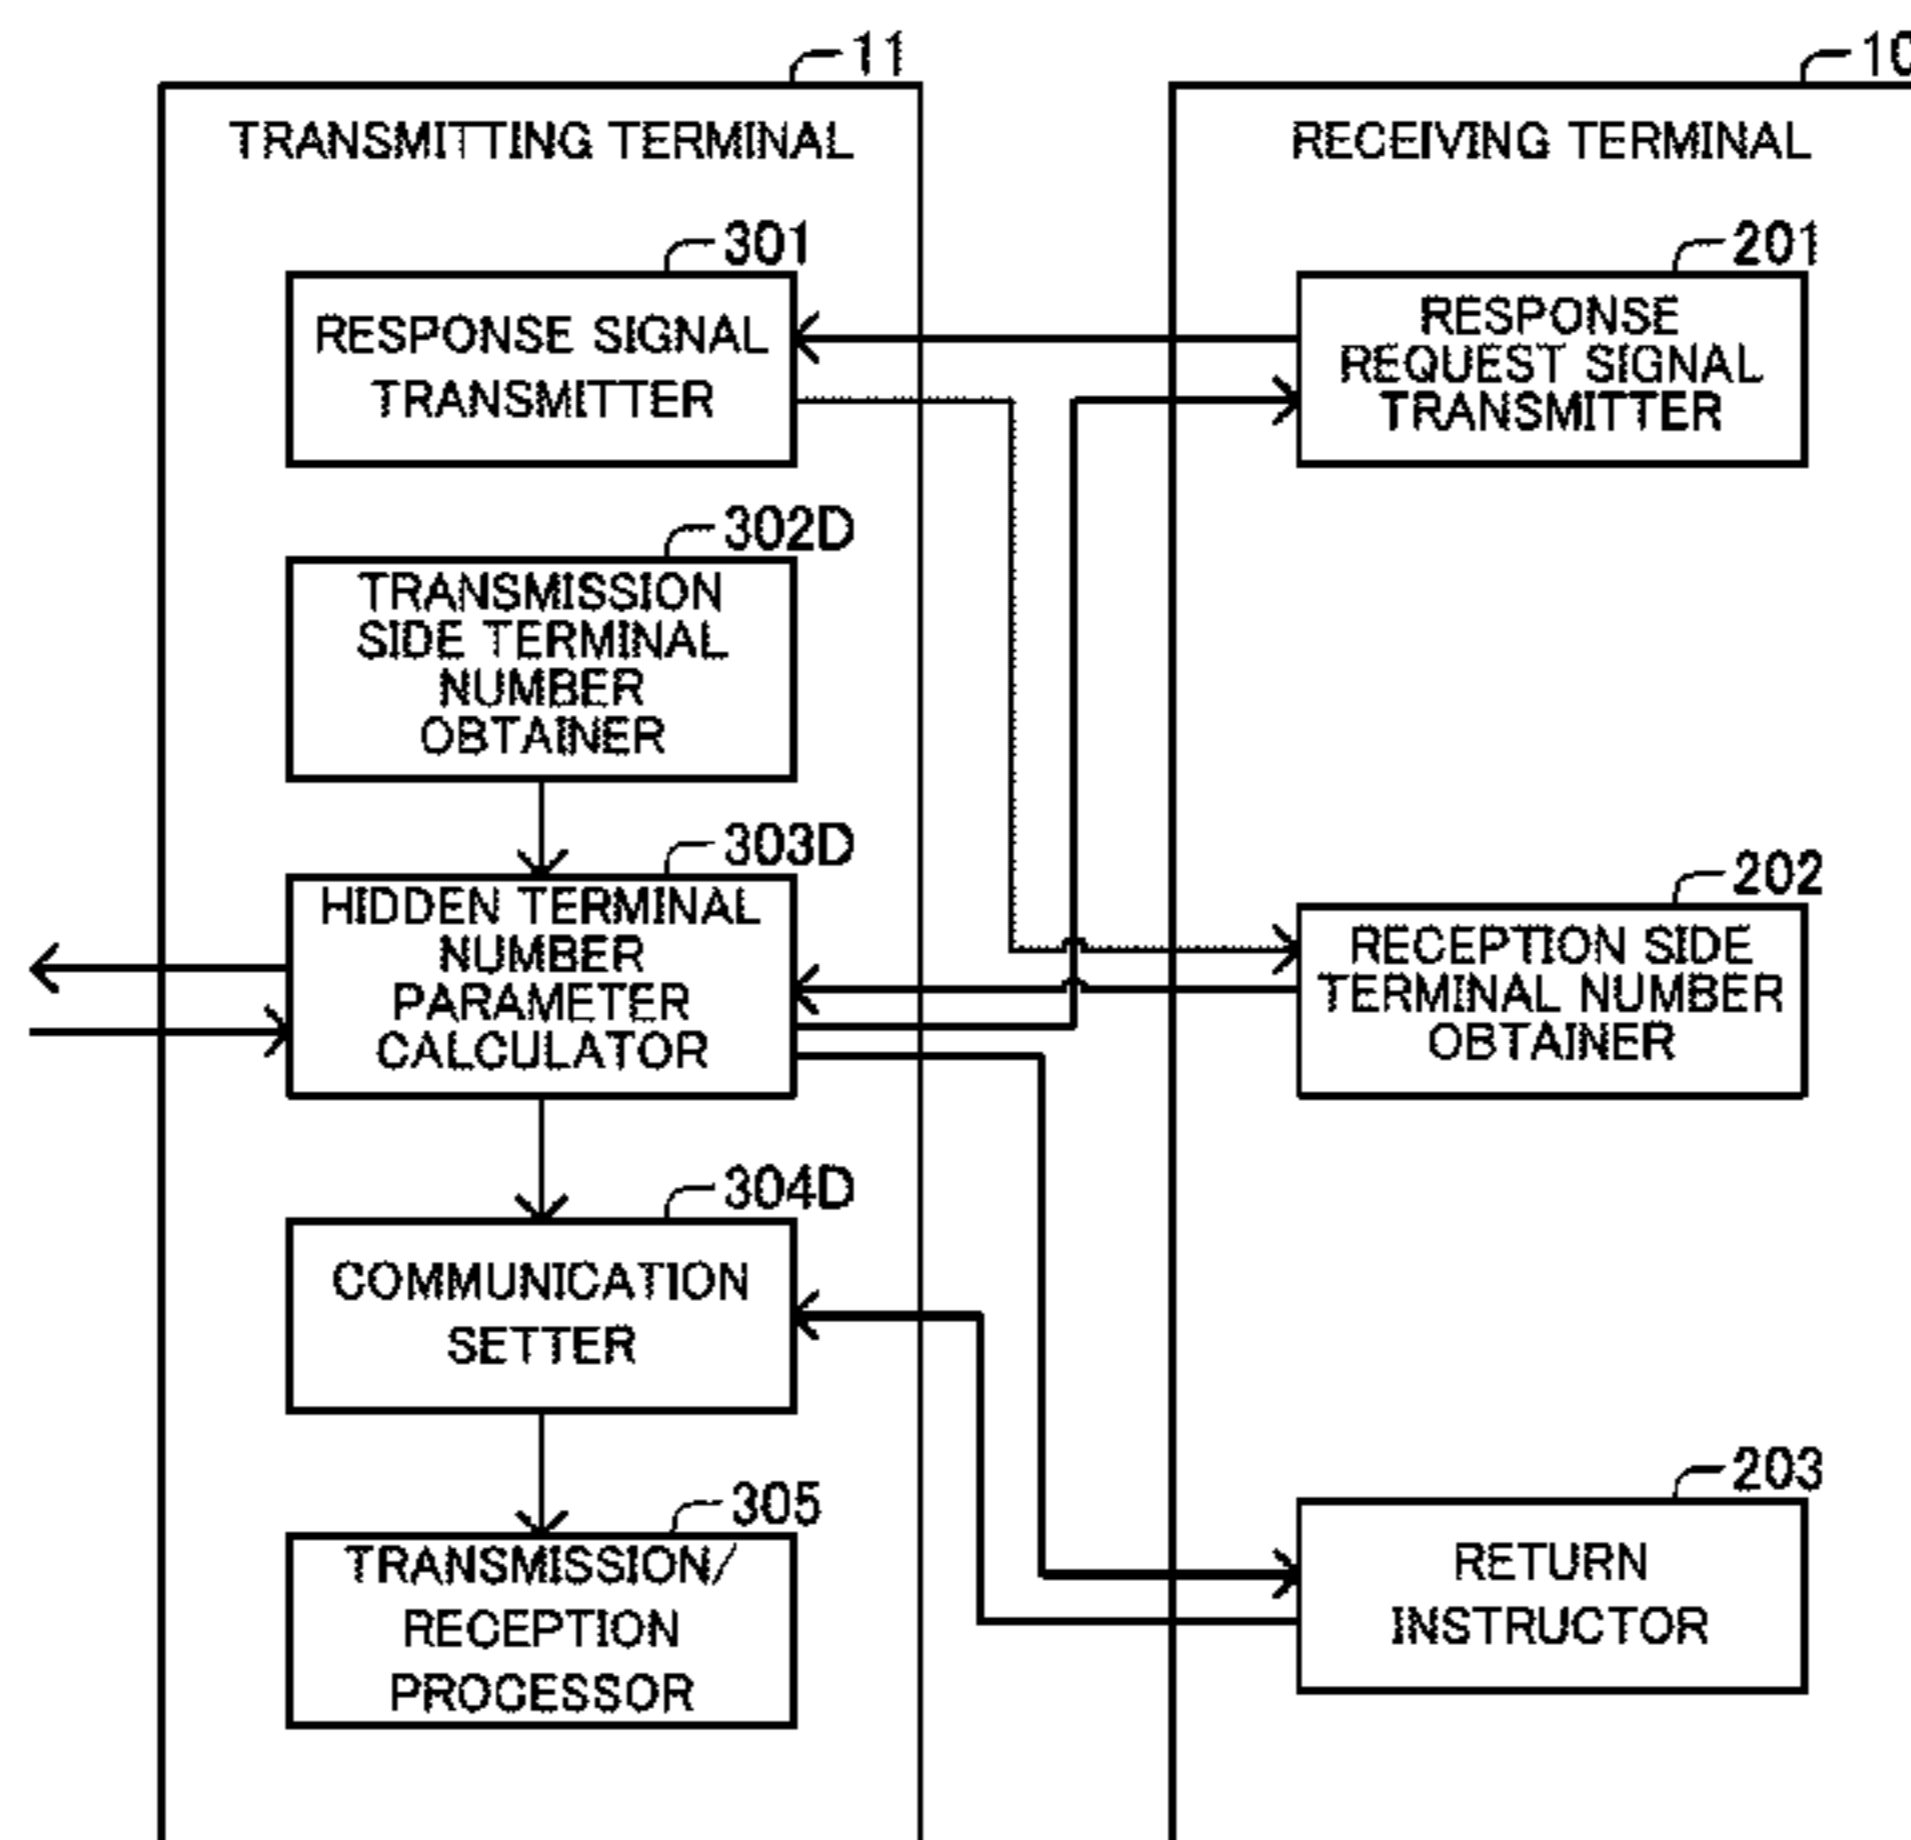 11
TRANSMITTING TERMINAL
301
RESPONSE SIGNAL
TRANSMITTER
302D
TRANSMISSION
SIDE TERMINAL
NUMBER
OBTAINER
303D
HIDDEN TERMINAL
NUMBER
PARAMETER
CALCULATOR
304D
COMMUNICATION
SETTER
305
TRANSMISSION/
RECEPTION
PROCESSOR
10
RECEIVING TERMINAL
201
RESPONSE
REQUEST SIGNAL
TRANSMITTER
202
RECEPTION SIDE
TERMINAL NUMBER
OBTAINER
203
RETURN
INSTRUCTOR